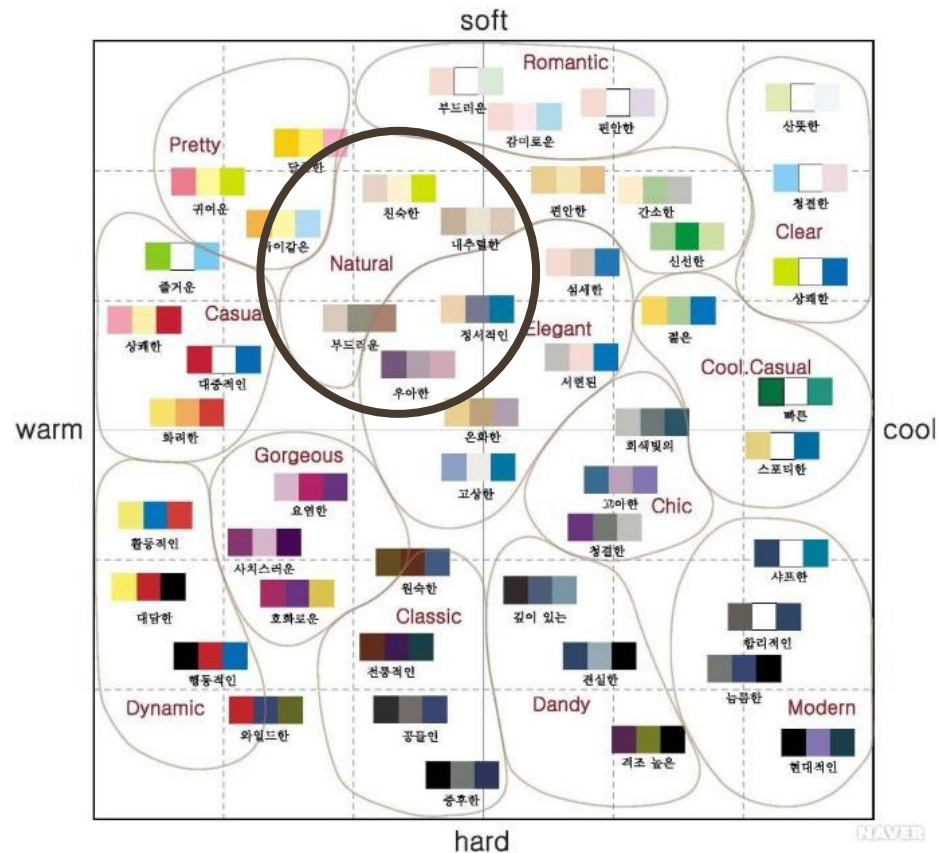 soft
Romantic
부드러운
감미로운
편안한
산뜻한
Pretty
달콤한
귀여운
친숙한
편안한
간소한
청결한
아이같은
내추럴한
신선한
Clear
즐거운
Natural
섬세한
상쾌한
Casual
상쾌한
부드러운
정서적인
Elegant
젊은
대중적인
우아한
서련된
Cool.Casual
빠른
화려한
온화한
회색빛의
warm
cool
스포티한
Gorgeous
요염한
고상한
고아한
Chic
활동적인
사치스러운
청결한
샤프한
대담한
호화로운
원숙한
Classic
깊이 있는
합리적인
행동적인
전통적인
견실한
늠름한
Dynamic
와일드한
공들인
Dandy
격조 높은
Modern
현대적인
중후한
hard
NAVER